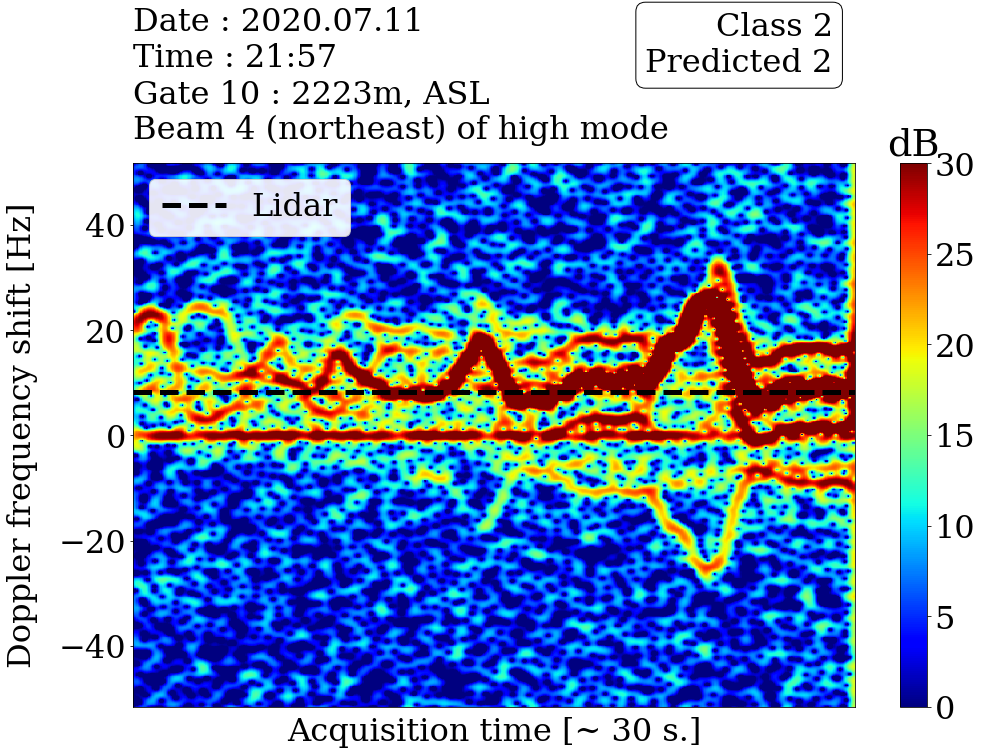 Date : 2020.07.11
Time : 21:57
Gate 10 : 2223m, ASL
Beam 4 (northeast) of high mode
Class 2
Predicted 2
dB
Lidar
Doppler frequency shift [Hz]
40
20
0
−20
−40
30
25
20
15
10
5
0
Acquisition time [~ 30 s.]